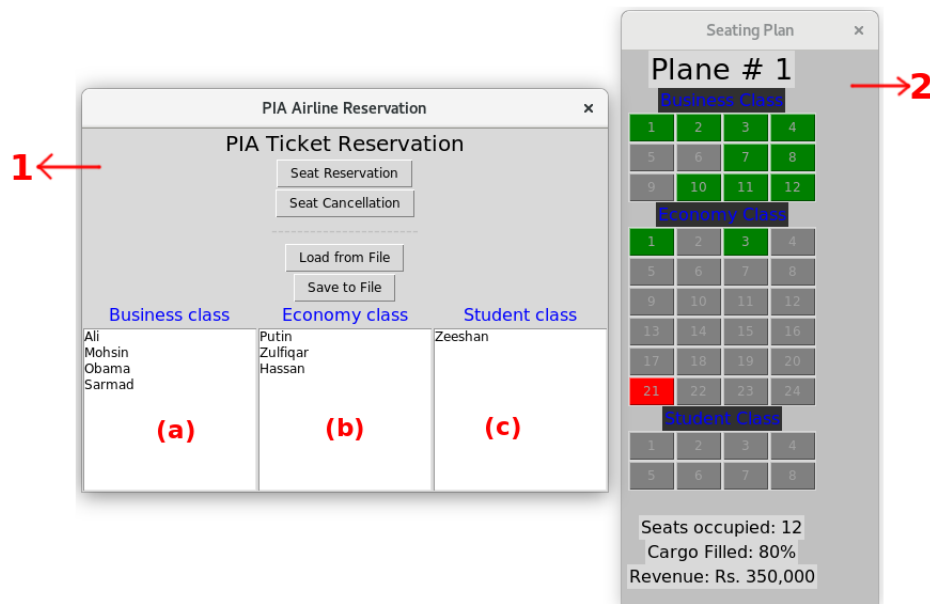 PIA Airline Reservation ×
PIA Ticket Reservation
1
Seat Reservation
Seat Cancellation
--------------------
Load from File
Save to File
Business class Economy class Student class
Ali Putin Zeeshan
Mohsin Zulfiqar
Obama Hassan
Sarmad
(a) (b) (c)
Seating Plan ×
Plane # 1
2
Business Class
1 2 3 4
5 6 7 8
9 10 11 12
Economy Class
1 2 3 4
5 6 7 8
9 10 11 12
13 14 15 16
17 18 19 20
21 22 23 24
Student Class
1 2 3 4
5 6 7 8
Seats occupied: 12
Cargo Filled: 80%
Revenue: Rs. 350,000